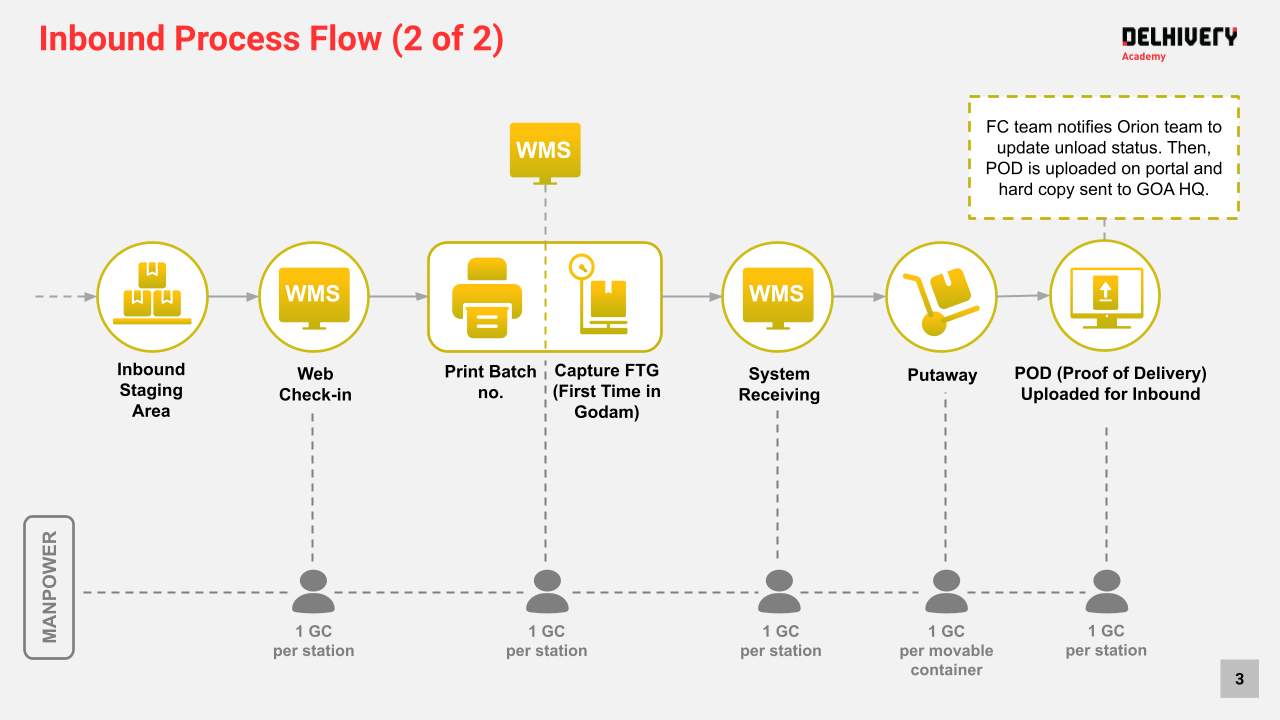 Inbound Process Flow (2 of 2)
DELHIVERY
Academy
FC team notifies Orion team to
update unload status. Then,
POD is uploaded on portal and
hard copy sent to GOA HQ.
WMS
WMS
WMS
Inbound
Staging
Area
Web
Check-in
Print Batch
no.
Capture FTG
(First Time in
Godam)
System
Receiving
Putaway
POD (Proof of Delivery)
Uploaded for Inbound
MANPOWER
1 GC
per station
1 GC
per station
1 GC
per station
1 GC
per movable
container
1 GC
per station
3